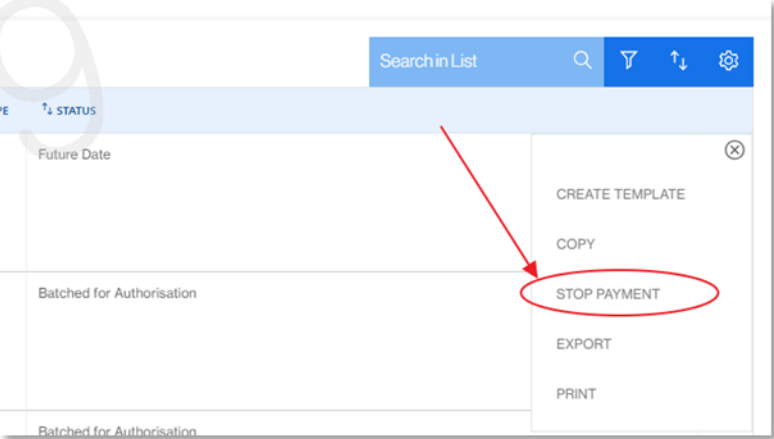 Search in List
PE
STATUS
Future Date
CREATE TEMPLATE
COPY
Batched for Authorisation
STOP PAYMENT
EXPORT
PRINT
Batched for Authorisation